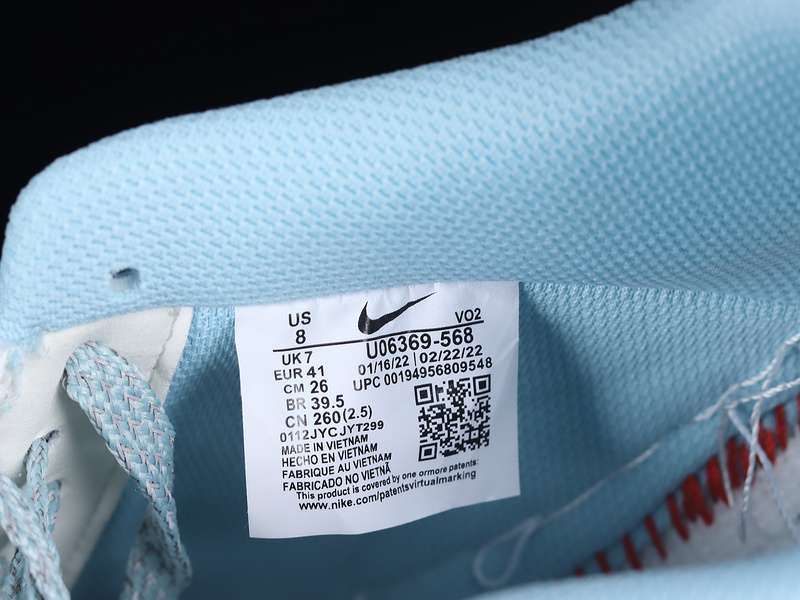 US
8
VO2
UK 7
U06369-568
EUR 41
01/16/22 | 02/22/22
CM 26
UPC 00194956809548
BR 39.5
CN 260(2.5)
0112JYCJYT299
MADE IN VIETNAM
HECHO EN VIETNAM
FABRIQUE AU VIETNAM
FABRICADO NO VIETNÃ
This product is covered by one ormore patents:
www.nike.com/patentsvirtualmarking